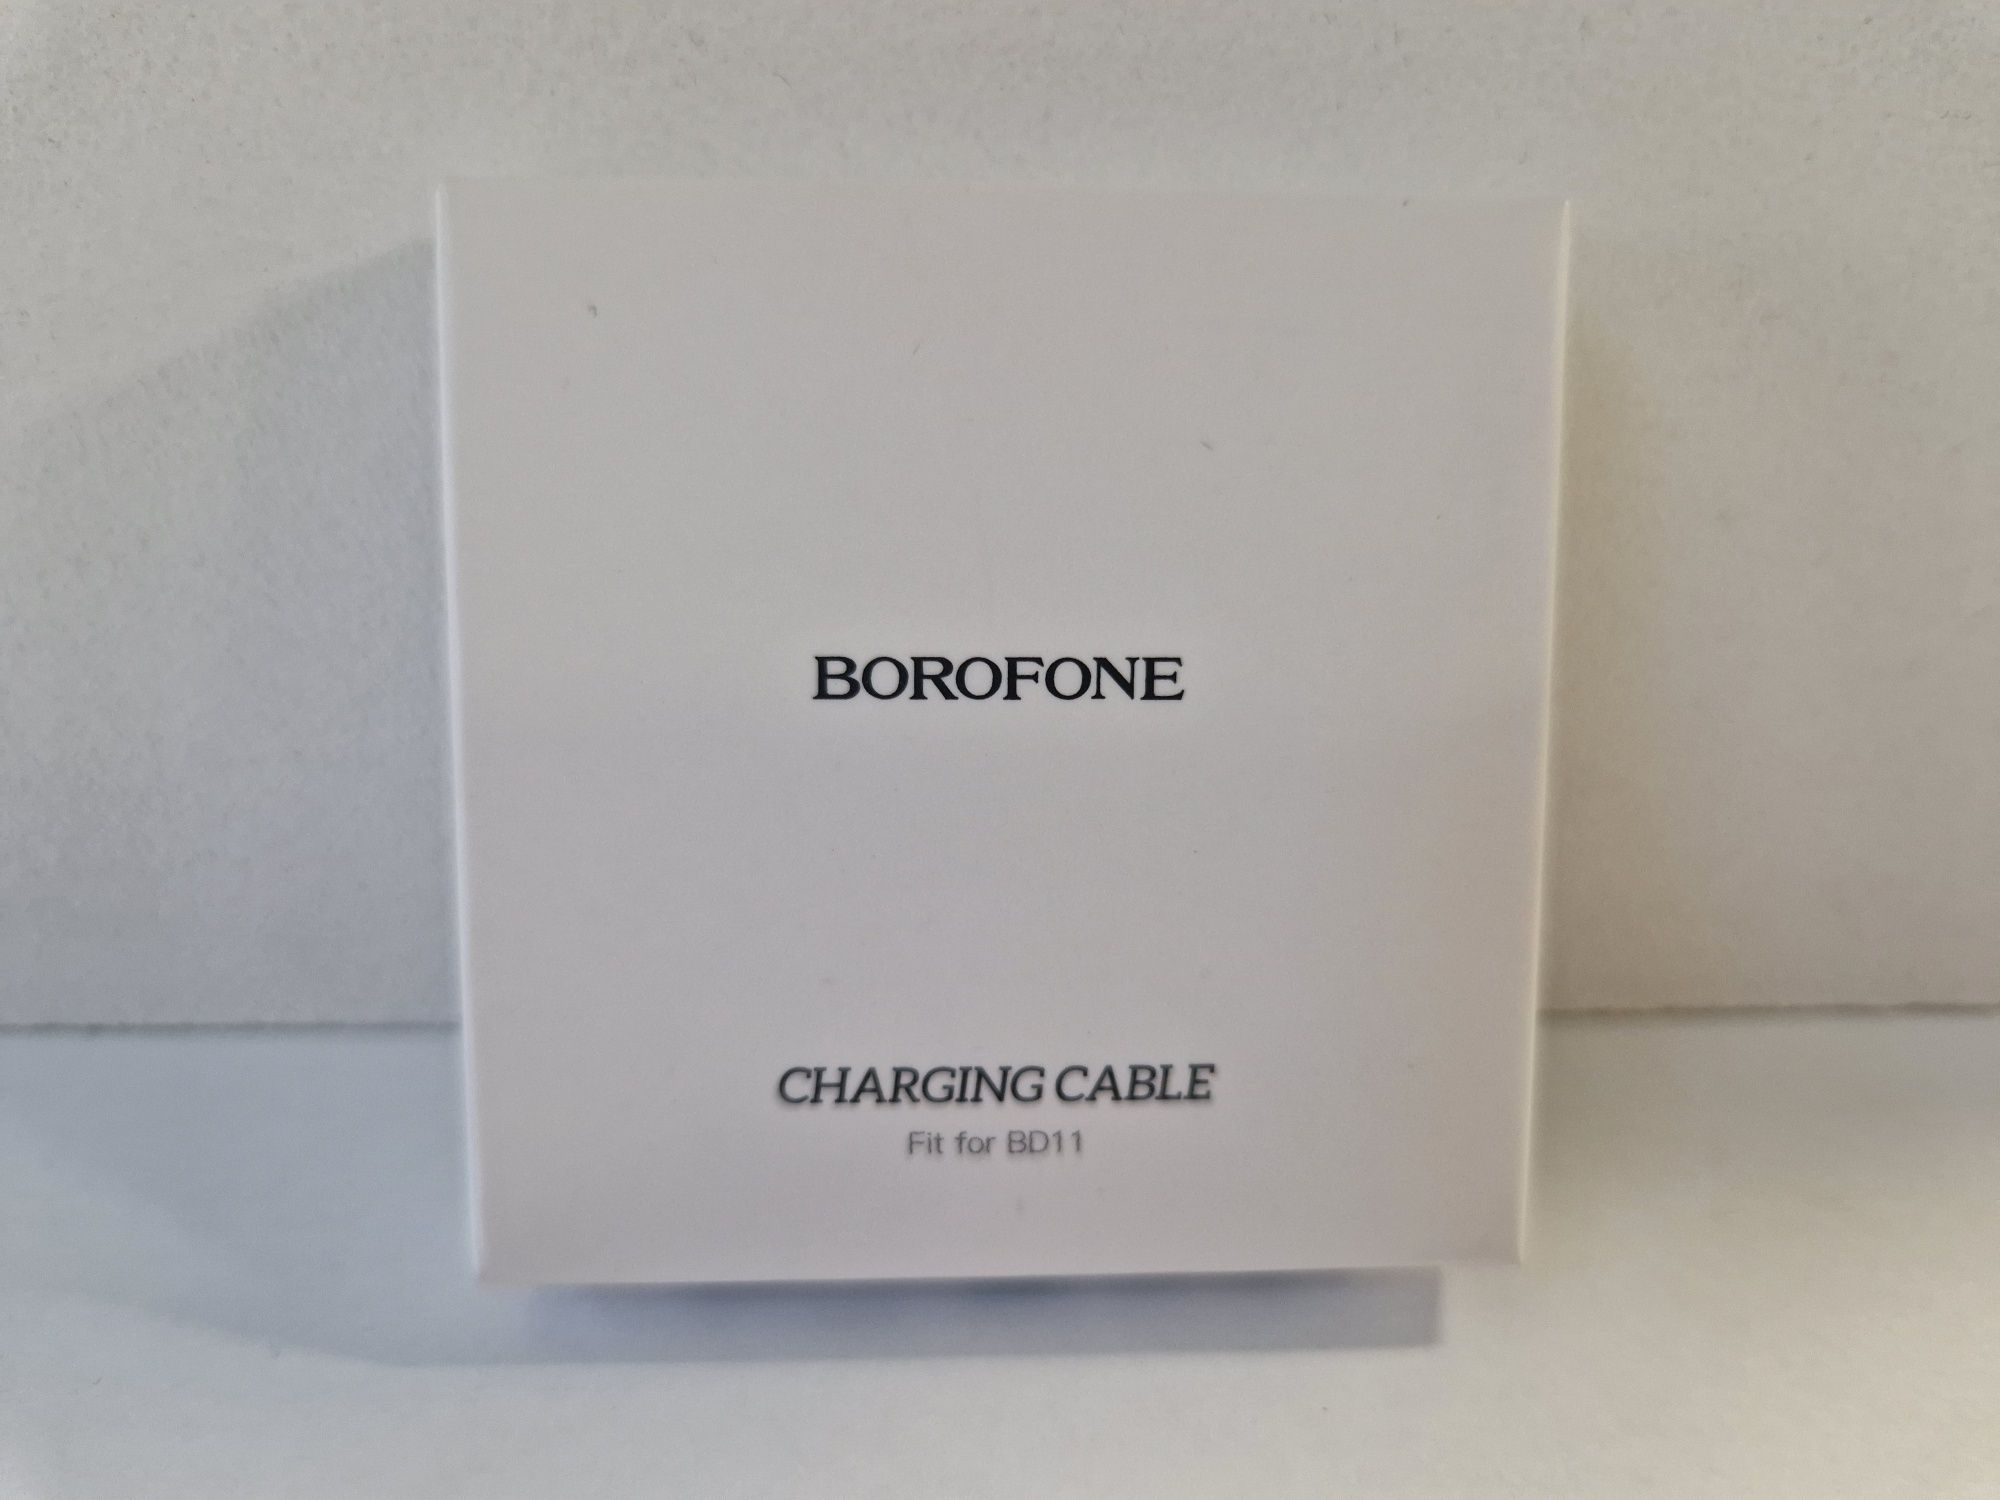 BOROFONE
CHARGING CABLE
Fit for BD11